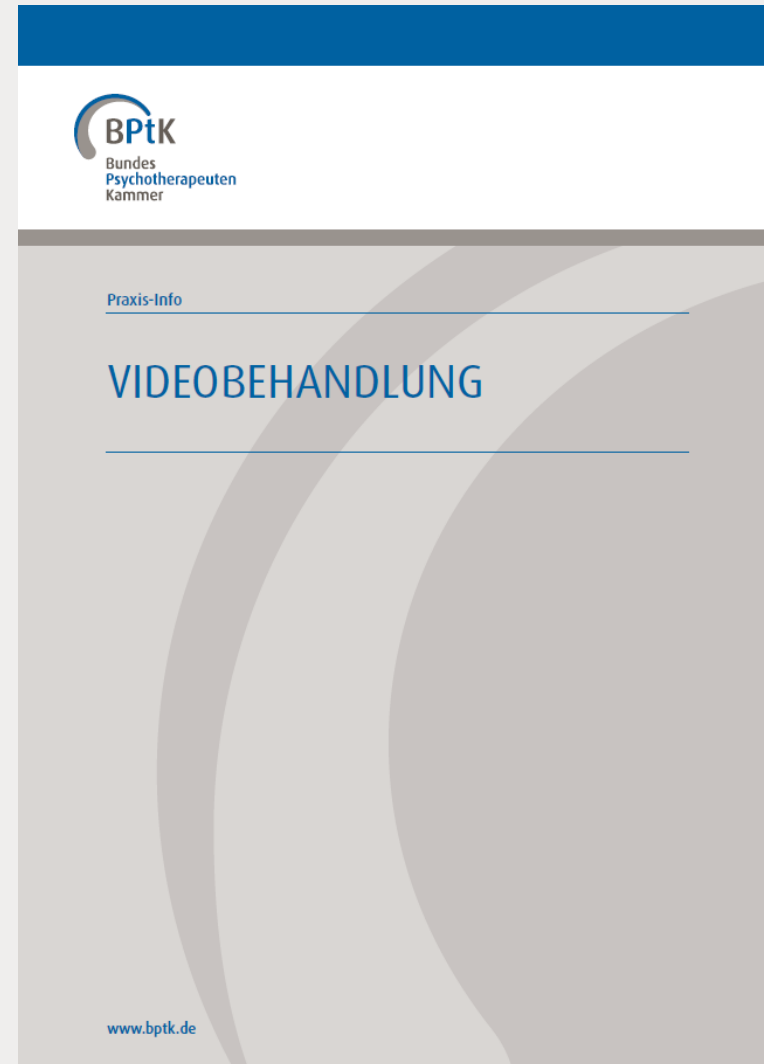 BPtK
Bundes
Psychotherapeuten
Kammer
Praxis-Info
VIDEOBEHANDLUNG
www.bptk.de